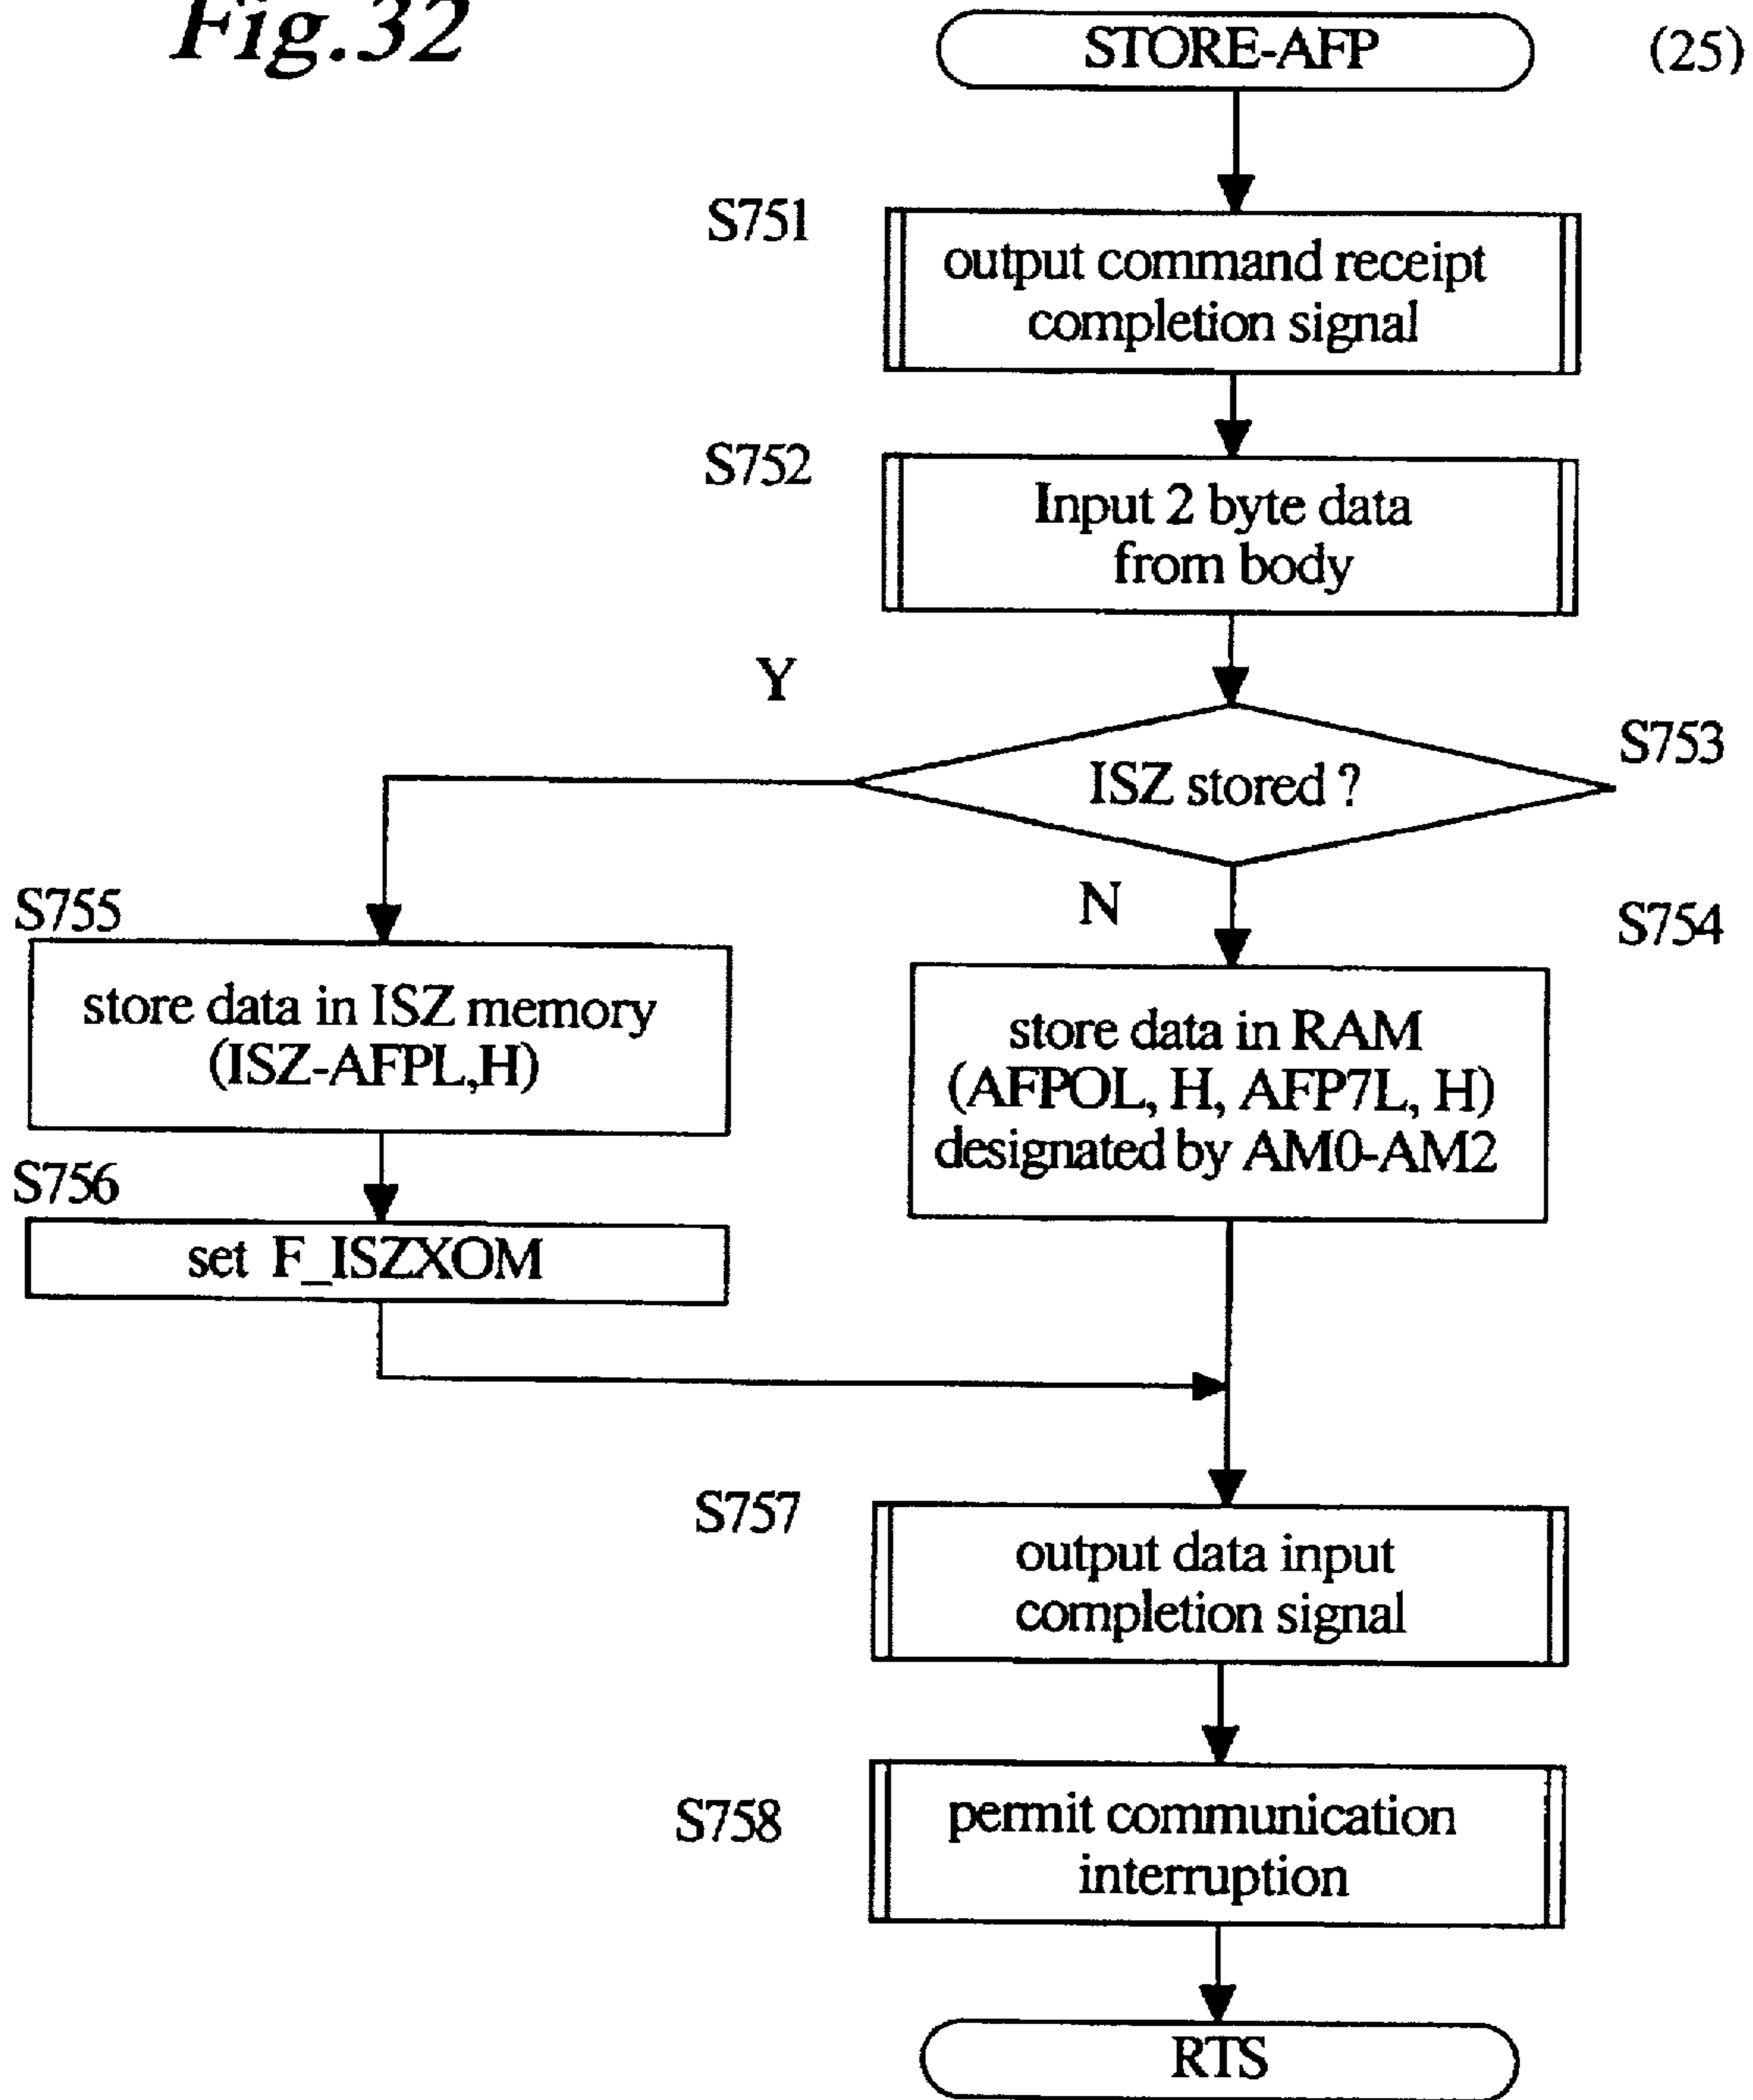 Fig.32
STORE-AFP
(25)
S751
output command receipt
completion signal
S752
Input 2 byte data
from body
Y
S753
ISZ stored ?
N
S755
store data in ISZ memory
(ISZ-AFPL,H)
S754
store data in RAM
(AFPOL, H, AFP7L, H)
designated by AM0-AM2
S756
set F_ISZXOM
S757
output data input
completion signal
S758
permit communication
interruption
RTS